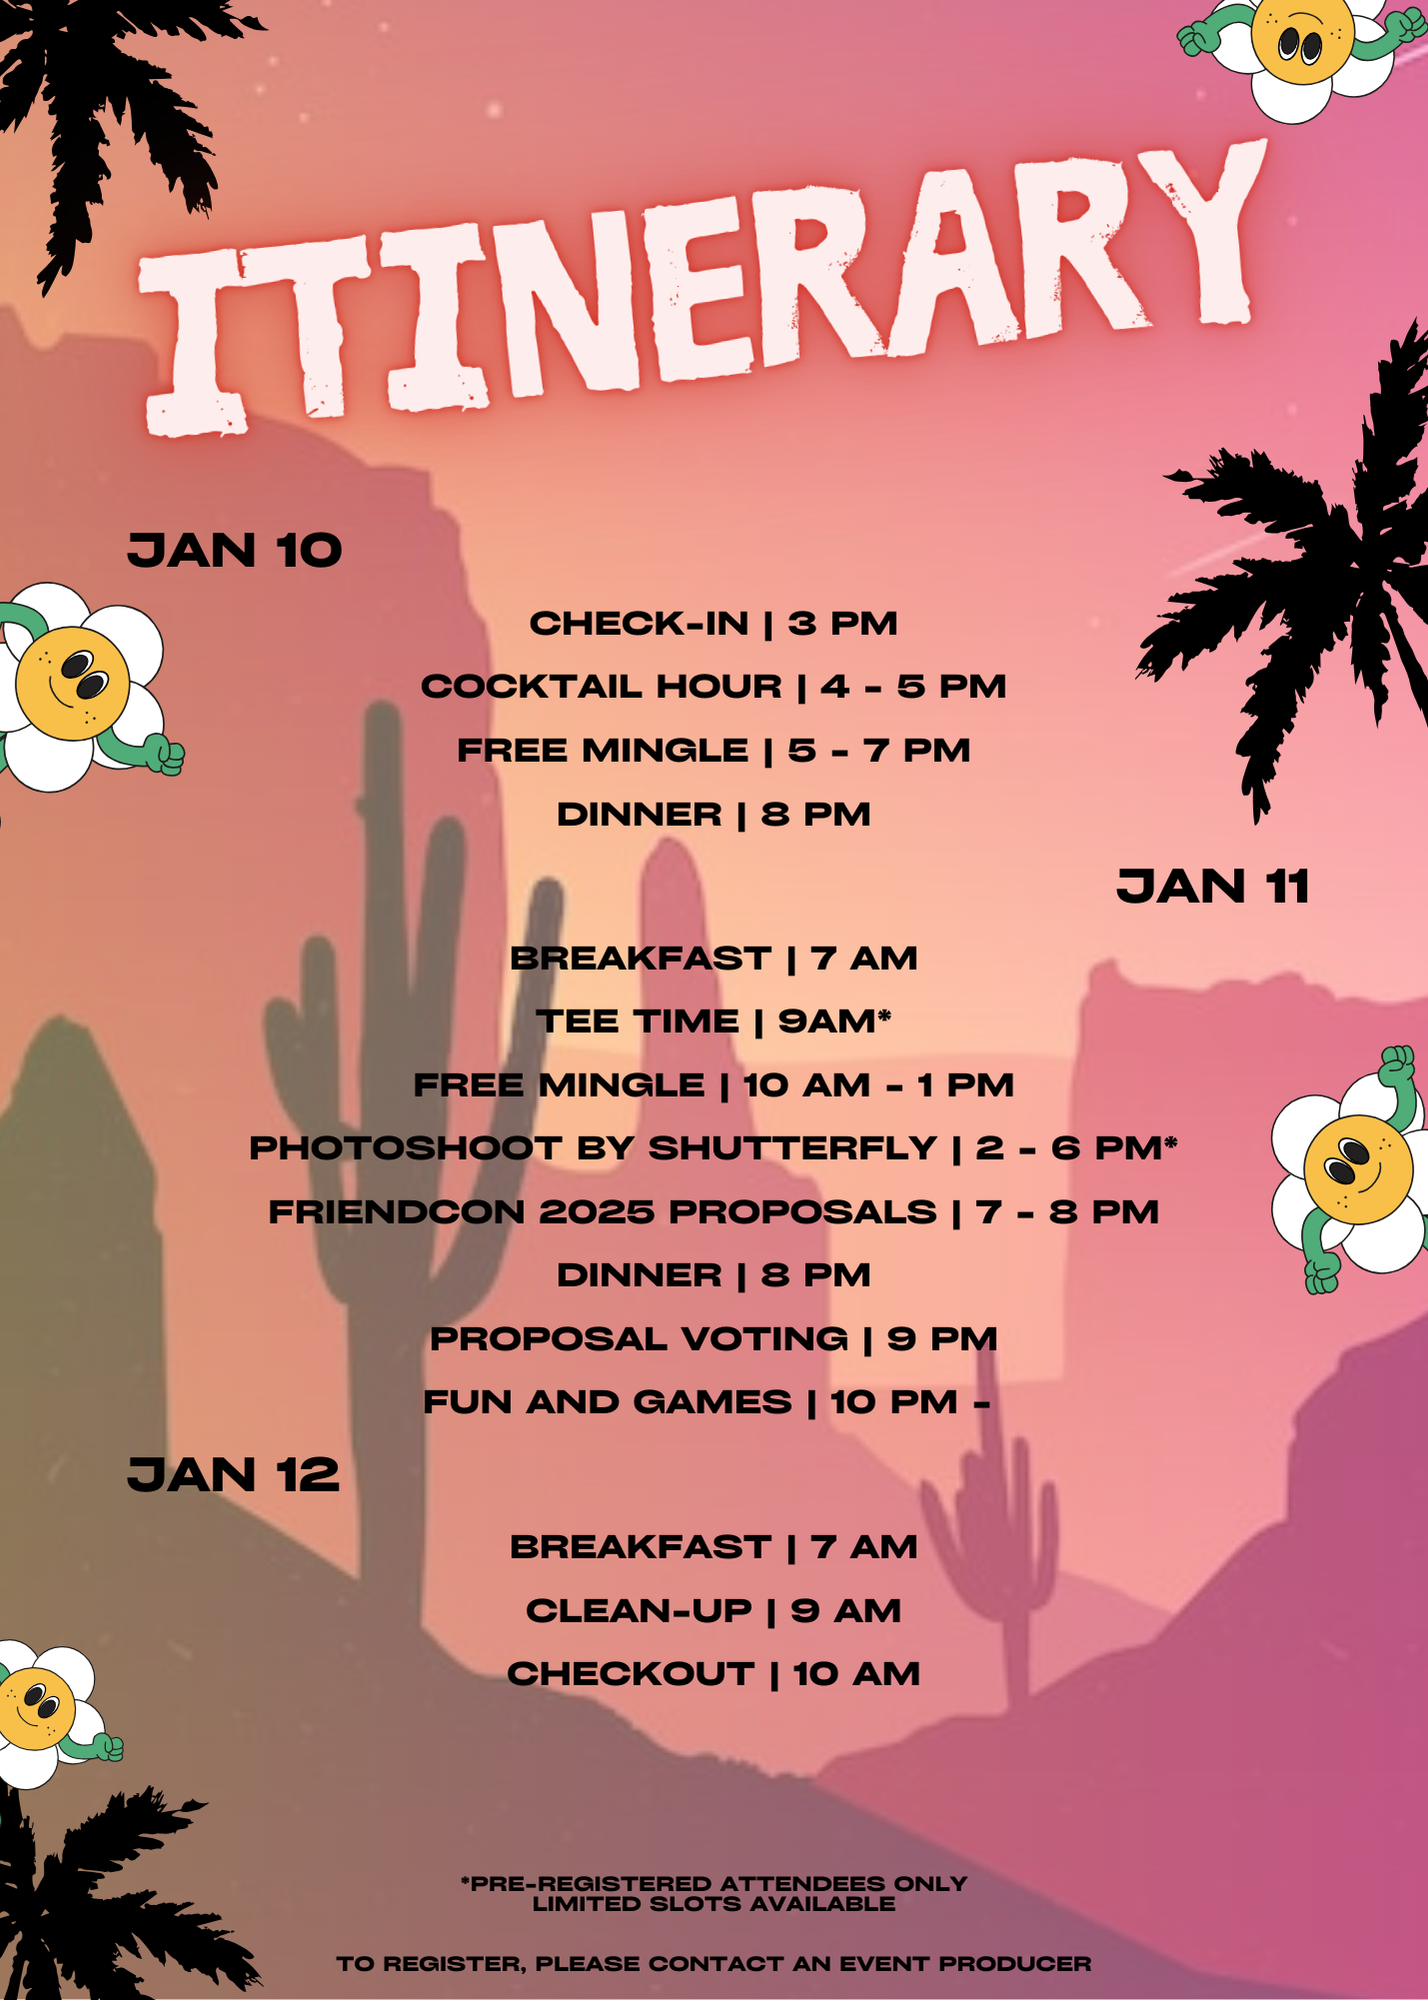 ITINERARY
JAN 10
CHECK-IN | 3 PM
COCKTAIL HOUR | 4 - 5 PM
FREE MINGLE | 5 - 7 PM
DINNER | 8 PM
JAN 11
BREAKFAST | 7 AM
TEE TIME | 9AM*
FREE MINGLE | 10 AM - 1 PM
PHOTOSHOOT BY SHUTTERFLY | 2 - 6 PM*
FRIENDCON 2025 PROPOSALS | 7 - 8 PM
DINNER | 8 PM
PROPOSAL VOTING | 9 PM
FUN AND GAMES | 10 PM -
JAN 12
BREAKFAST | 7 AM
CLEAN-UP | 9 AM
CHECKOUT | 10 AM
*PRE-REGISTERED ATTENDEES ONLY
LIMITED SLOTS AVAILABLE
TO REGISTER, PLEASE CONTACT AN EVENT PRODUCER